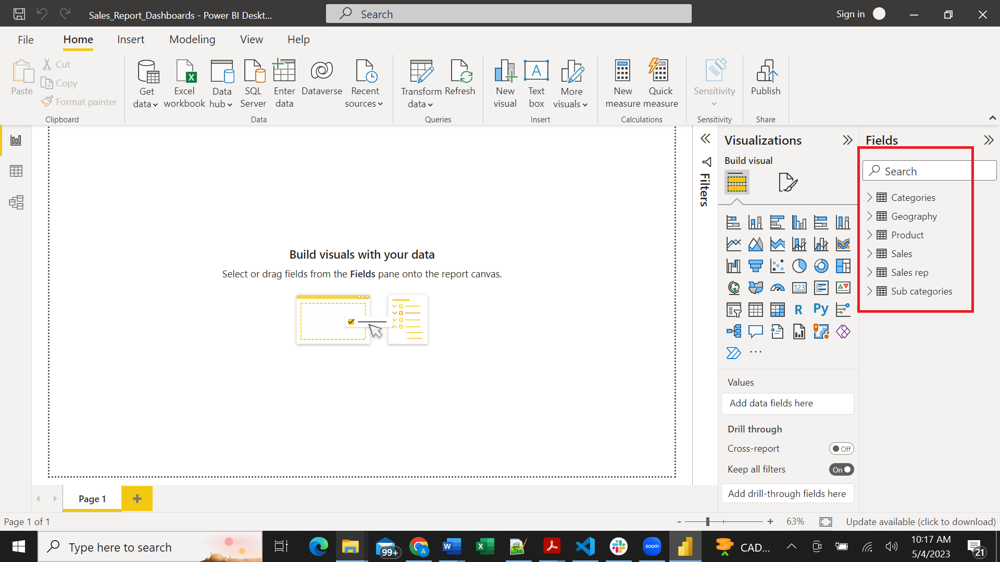 Sales_Report_Dashboards - Power BI Deskt...
Search
Sign in
File
Home
Insert
Modeling
View
Help
Paste
Cut
Copy
Format painter
Clipboard
Get data
Excel workbook
Data hub
SQL Server
Enter data
Dataverse
Recent sources
Data
Transform data
Refresh
Queries
New visual
Text box
More visuals
Insert
New measure
Quick measure
Calculations
Sensitivity
Sensitivity
Publish
Share
Build visuals with your data
Select or drag fields from the Fields pane onto the report canvas.
Filters
Visualizations
Build visual
123
R
Py
Values
Add data fields here
Drill through
Cross-report
Off
Keep all filters
On
Add drill-through fields here
Fields
Search
Categories
Geography
Product
Sales
Sales rep
Sub categories
Page 1
Page 1 of 1
- + 63%
Update available (click to download)
Type here to search
99+
A
W
X
zoom
CAD...
10:17 AM
5/4/2023
21